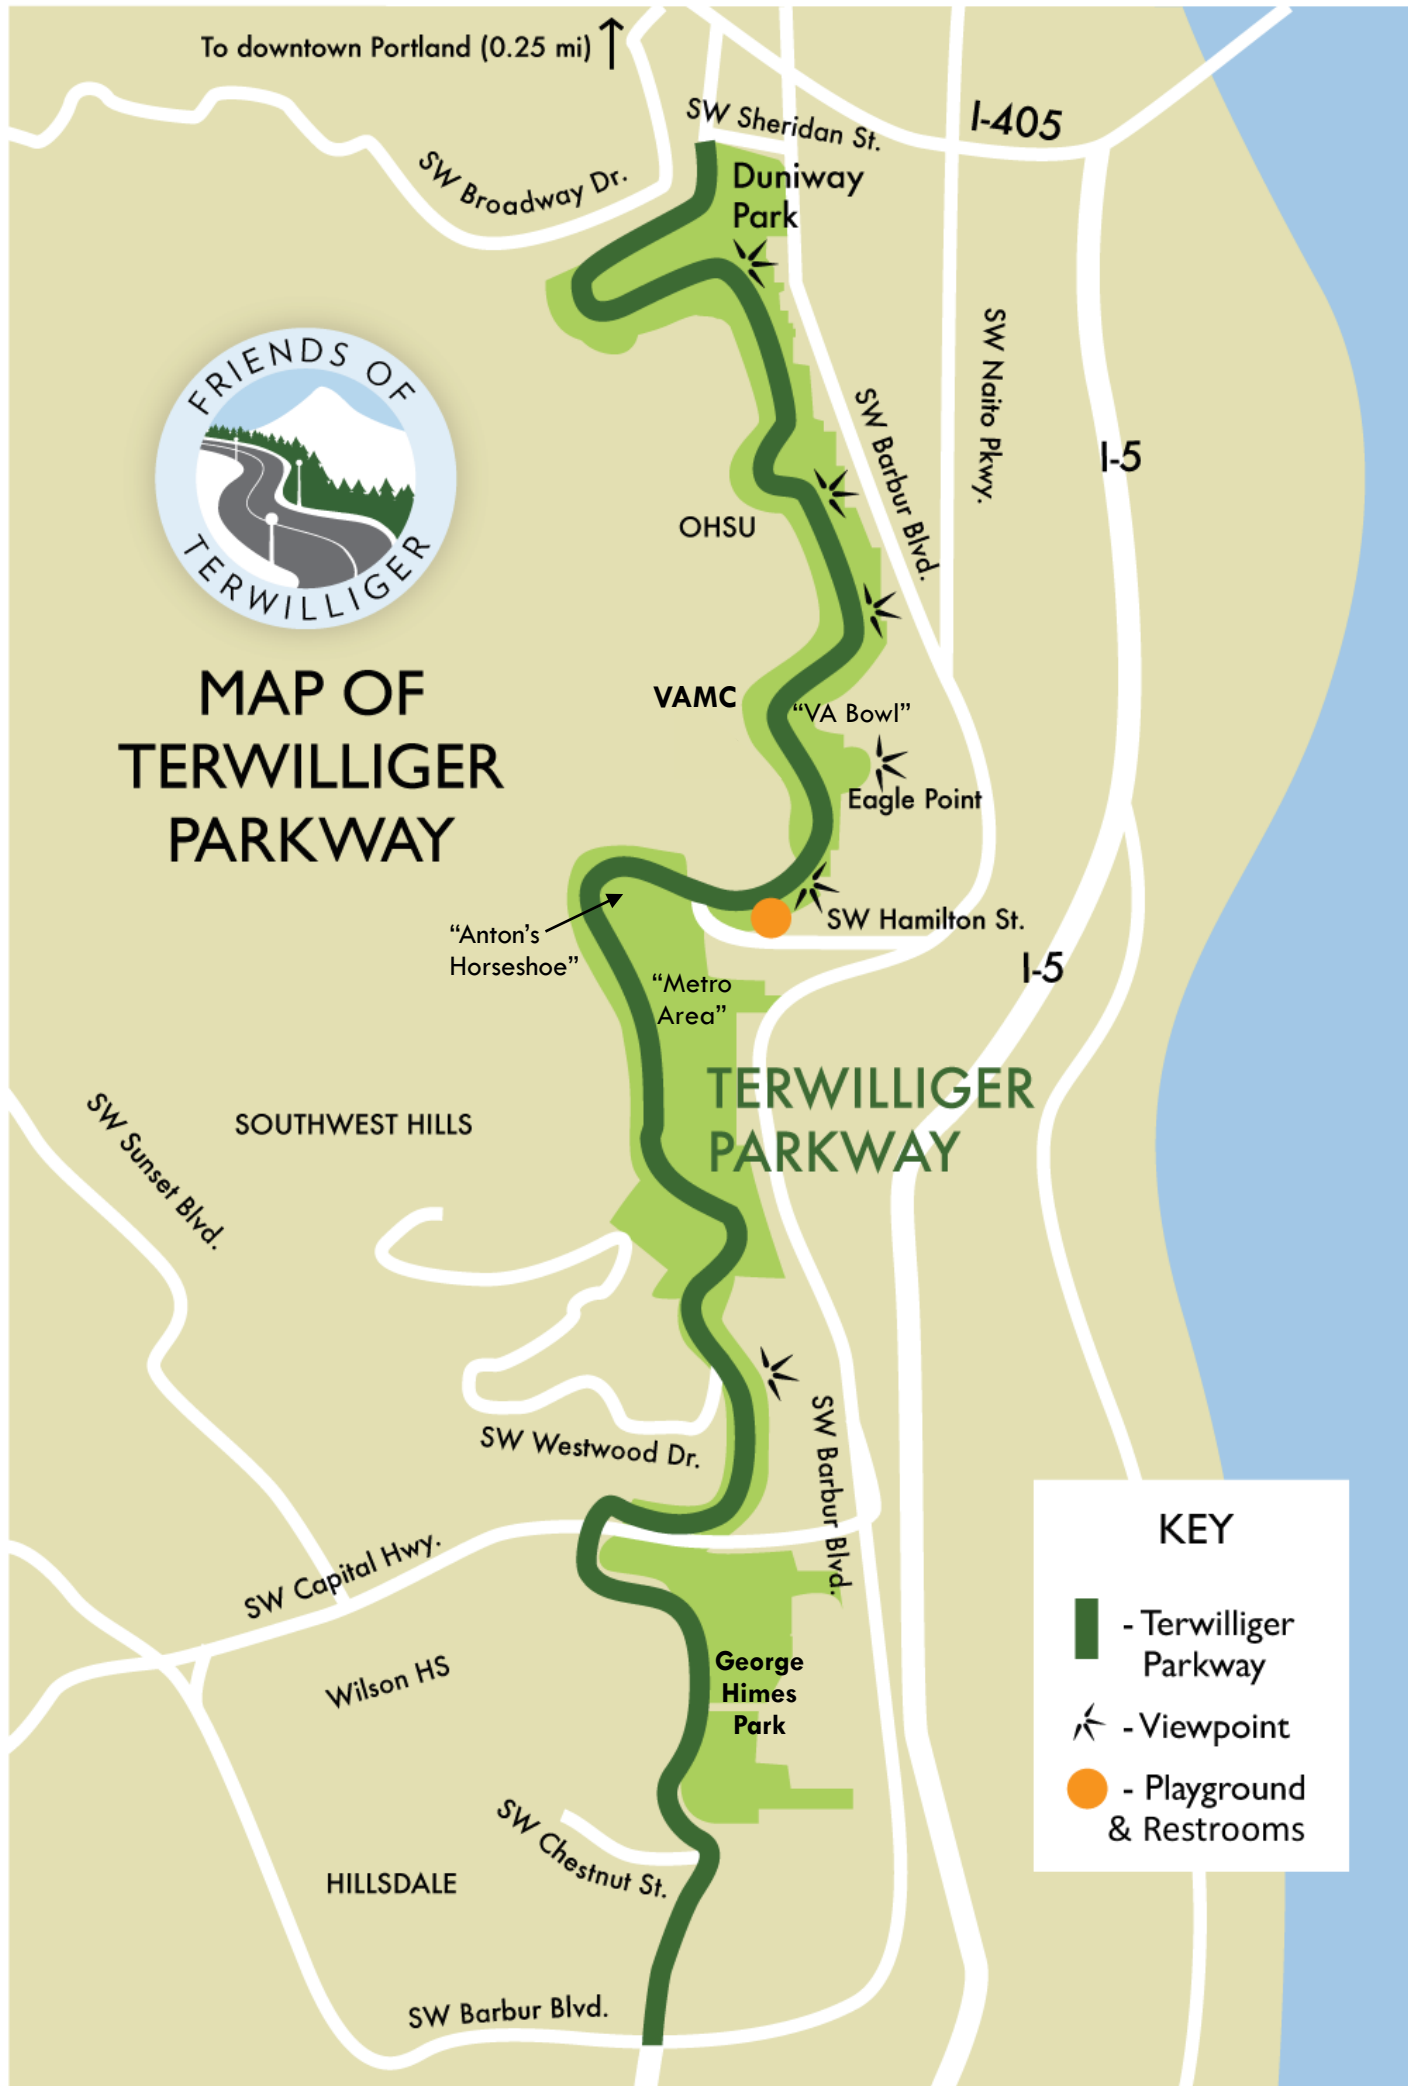 To downtown Portland (0.25 mi)
SW Sheridan St.
I-405
SW Broadway Dr.
Duniway
Park
FRIENDS OF
TERWILLIGER
MAP OF
TERWILLIGER
PARKWAY
SW Naito Pkwy.
SW Barbur Blvd.
I-5
OHSU
VAMC
“VA Bowl”
Eagle Point
“Anton’s
Horseshoe”
SW Hamilton St.
I-5
“Metro
Area”
TERWILLIGER
PARKWAY
SW Sunset Blvd.
SOUTHWEST HILLS
SW Westwood Dr.
SW Barbur Blvd.
SW Capital Hwy.
Wilson HS
George
Himes
Park
SW Chestnut St.
HILLSDALE
SW Barbur Blvd.
KEY
- Terwilliger
Parkway
- Viewpoint
- Playground
& Restrooms